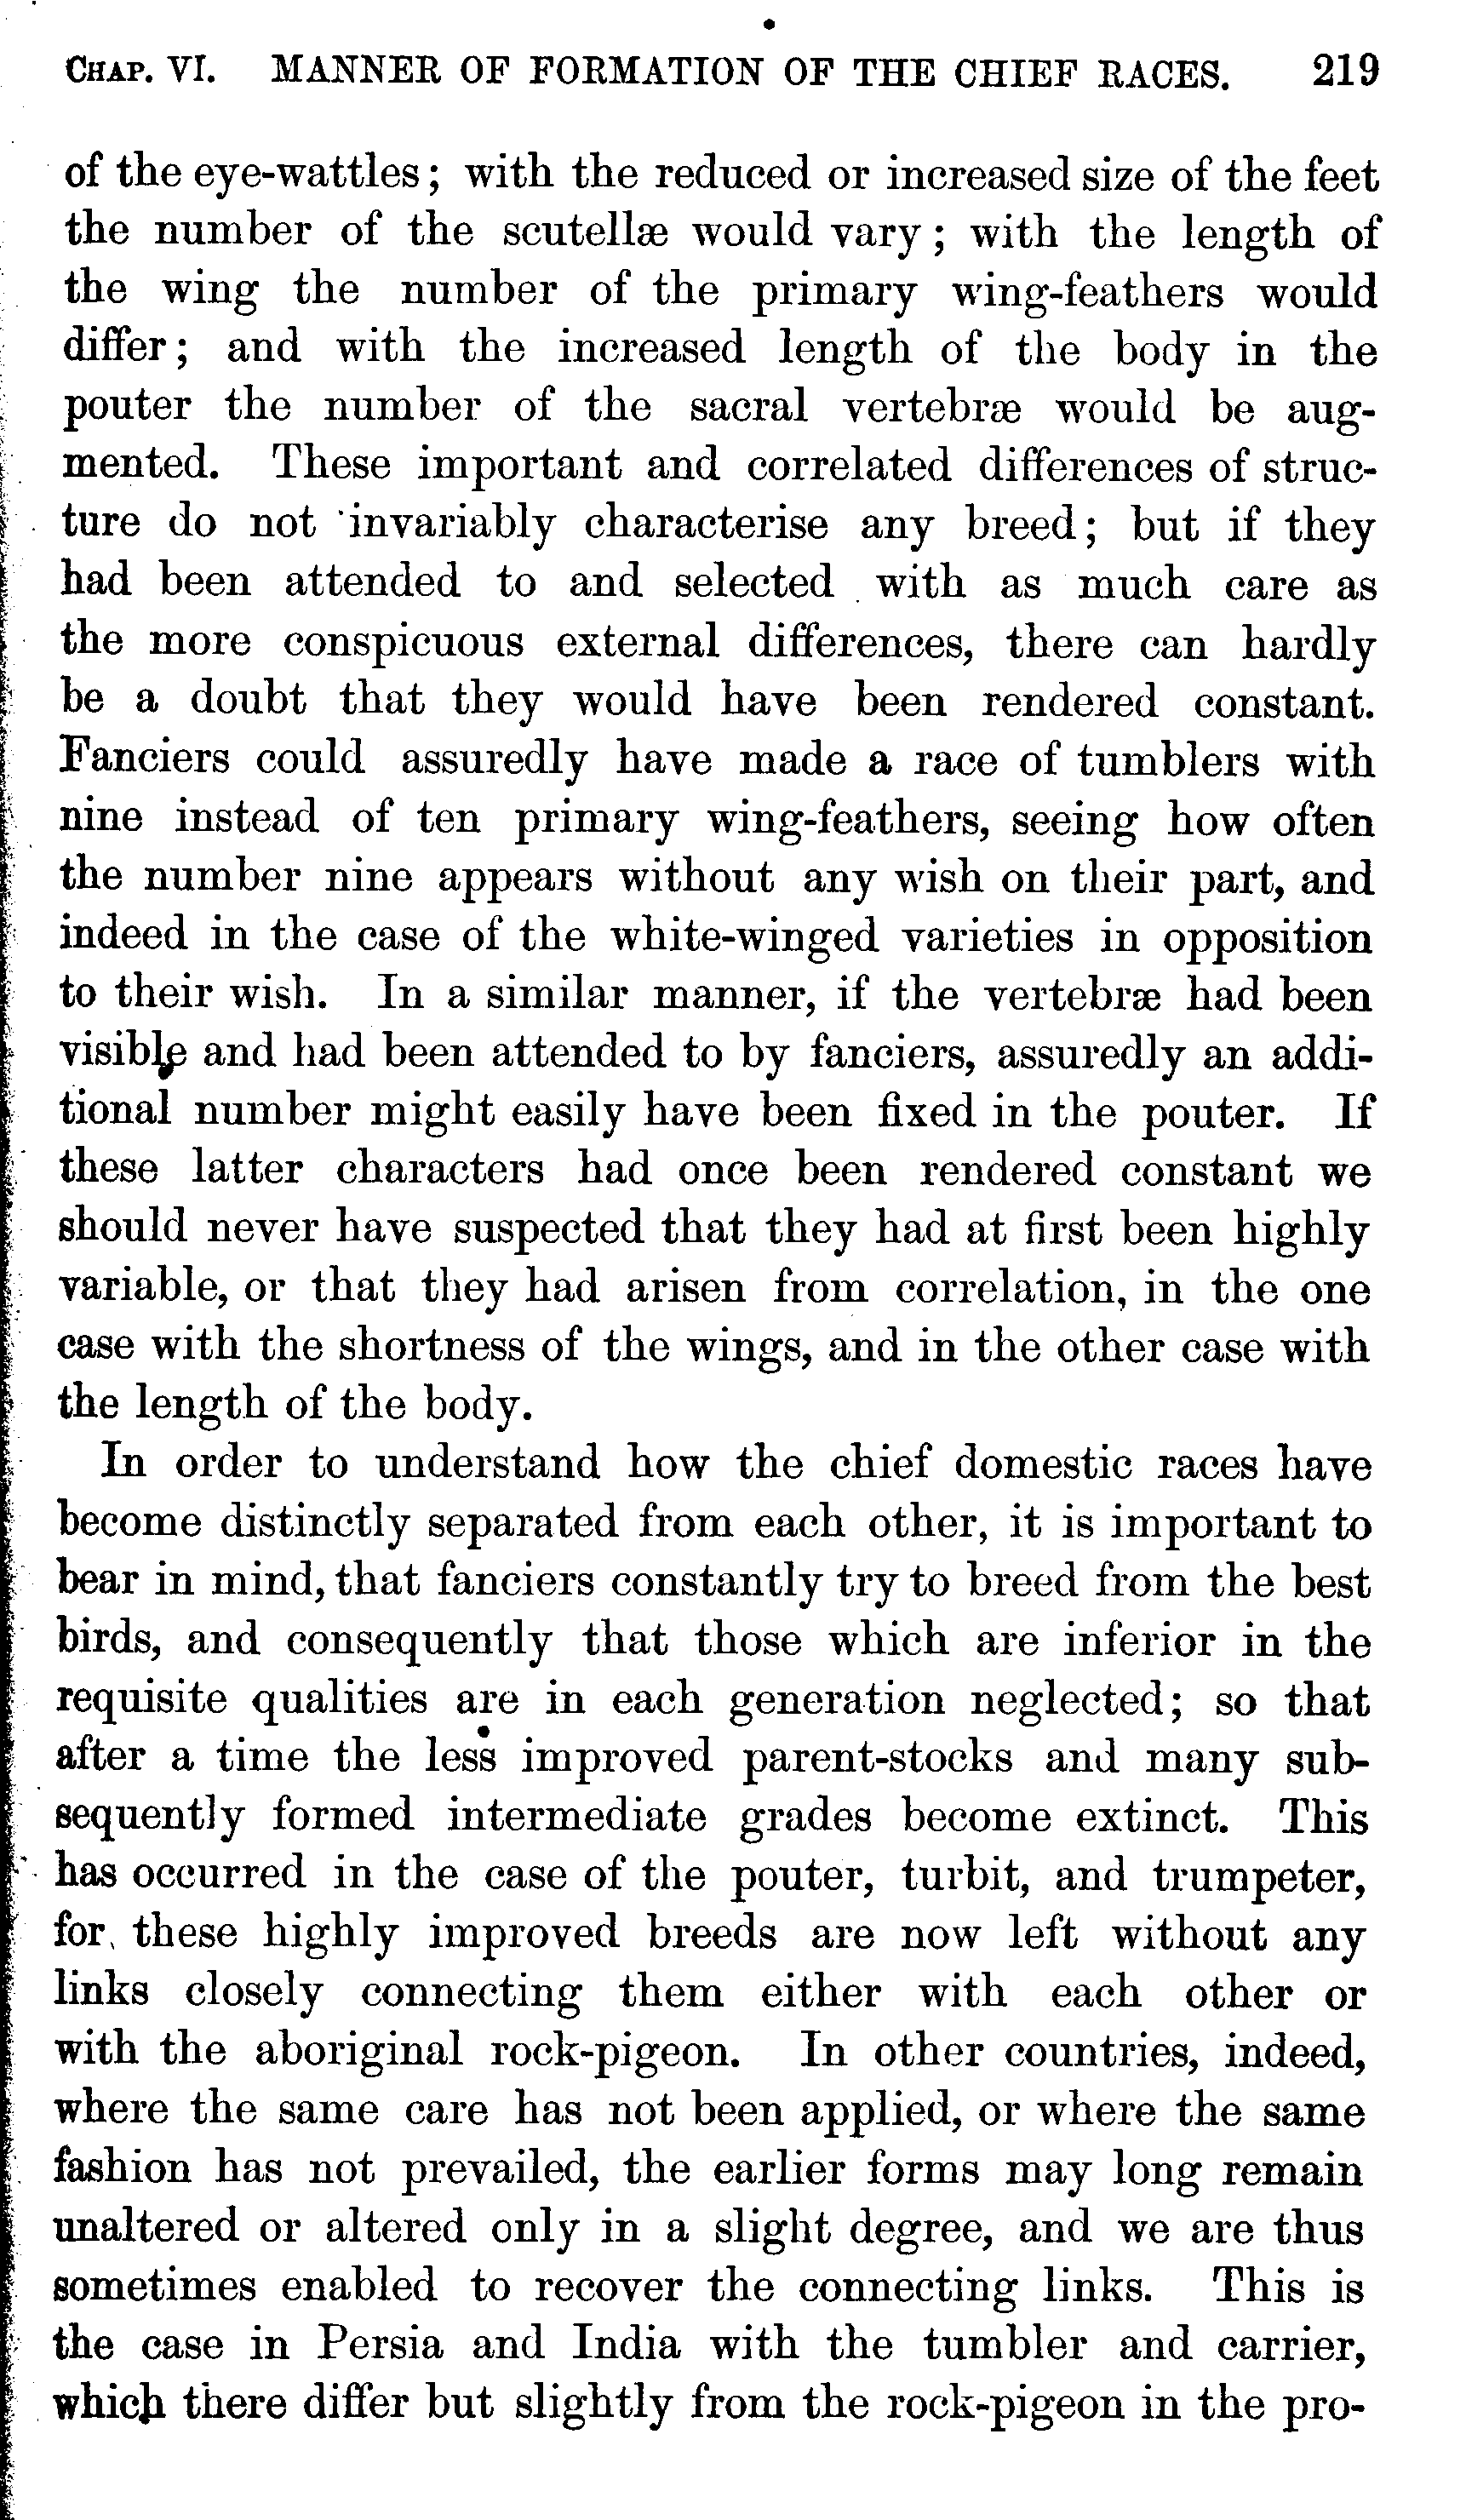 CHAP. VI. MANNER OF FORMATION OF THE CHIEF RACES. 219
of the eye-wattles; with the reduced or increased size of the feet
the number of the scutellæ would vary; with the length of
the wing the number of the primary wing-feathers would
differ; and with the increased length of the body in the
pouter the number of the sacral vertebræ would be aug-
mented. These important and correlated differences of struc-
ture do not invariably characterise any breed; but if they
had been attended to and selected with as much care as
the more conspicuous external differences, there can hardly
be a doubt that they would have been rendered constant.
Fanciers could assuredly have made a race of tumblers with
nine instead of ten primary wing-feathers, seeing how often
the number nine appears without any wish on their part, and
indeed in the case of the white-winged varieties in opposition
to their wish. In a similar manner, if the vertebræ had been
visible and had been attended to by fanciers, assuredly an addi-
tional number might easily have been fixed in the pouter. If
these latter characters had once been rendered constant we
should never have suspected that they had at first been highly
variable, or that they had arisen from correlation, in the one
case with the shortness of the wings, and in the other case with
the length of the body.
In order to understand how the chief domestic races have
become distinctly separated from each other, it is important to
bear in mind, that fanciers constantly try to breed from the best
birds, and consequently that those which are inferior in the
requisite qualities are in each generation neglected; so that
after a time the less improved parent-stocks and many sub-
sequently formed intermediate grades become extinct. This
has occurred in the case of the pouter, turbit, and trumpeter,
for these highly improved breeds are now left without any
links closely connecting them either with each other or
with the aboriginal rock-pigeon. In other countries, indeed,
where the same care has not been applied, or where the same
fashion has not prevailed, the earlier forms may long remain
unaltered or altered only in a slight degree, and we are thus
sometimes enabled to recover the connecting links. This is
the case in Persia and India with the tumbler and carrier,
which there differ but slightly from the rock-pigeon in the pro-